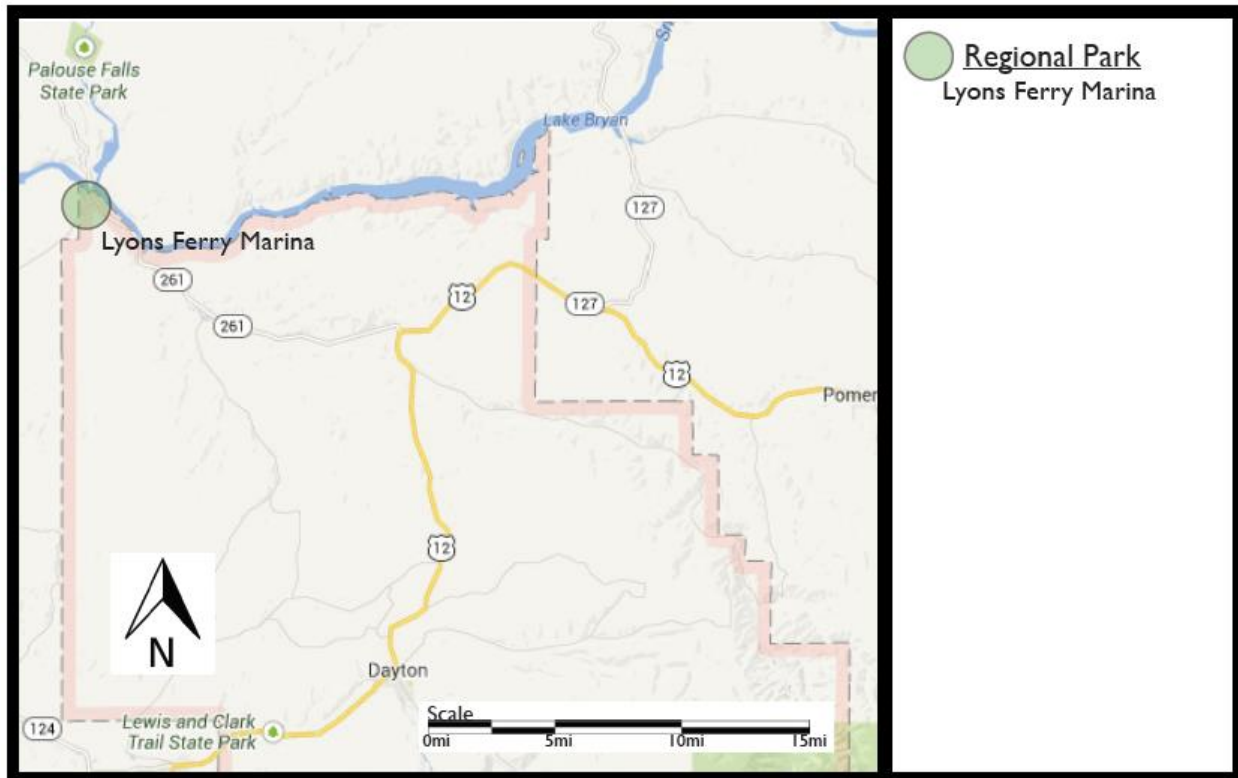 Palouse Falls
State Park
Lake Bryan
127
Lyons Ferry Marina
261
12
127
261
12
Pomer
12
N
Dayton
Scale
0mi 5mi 10mi 15mi
Lewis and Clark
Trail State Park
124
Regional Park
Lyons Ferry Marina